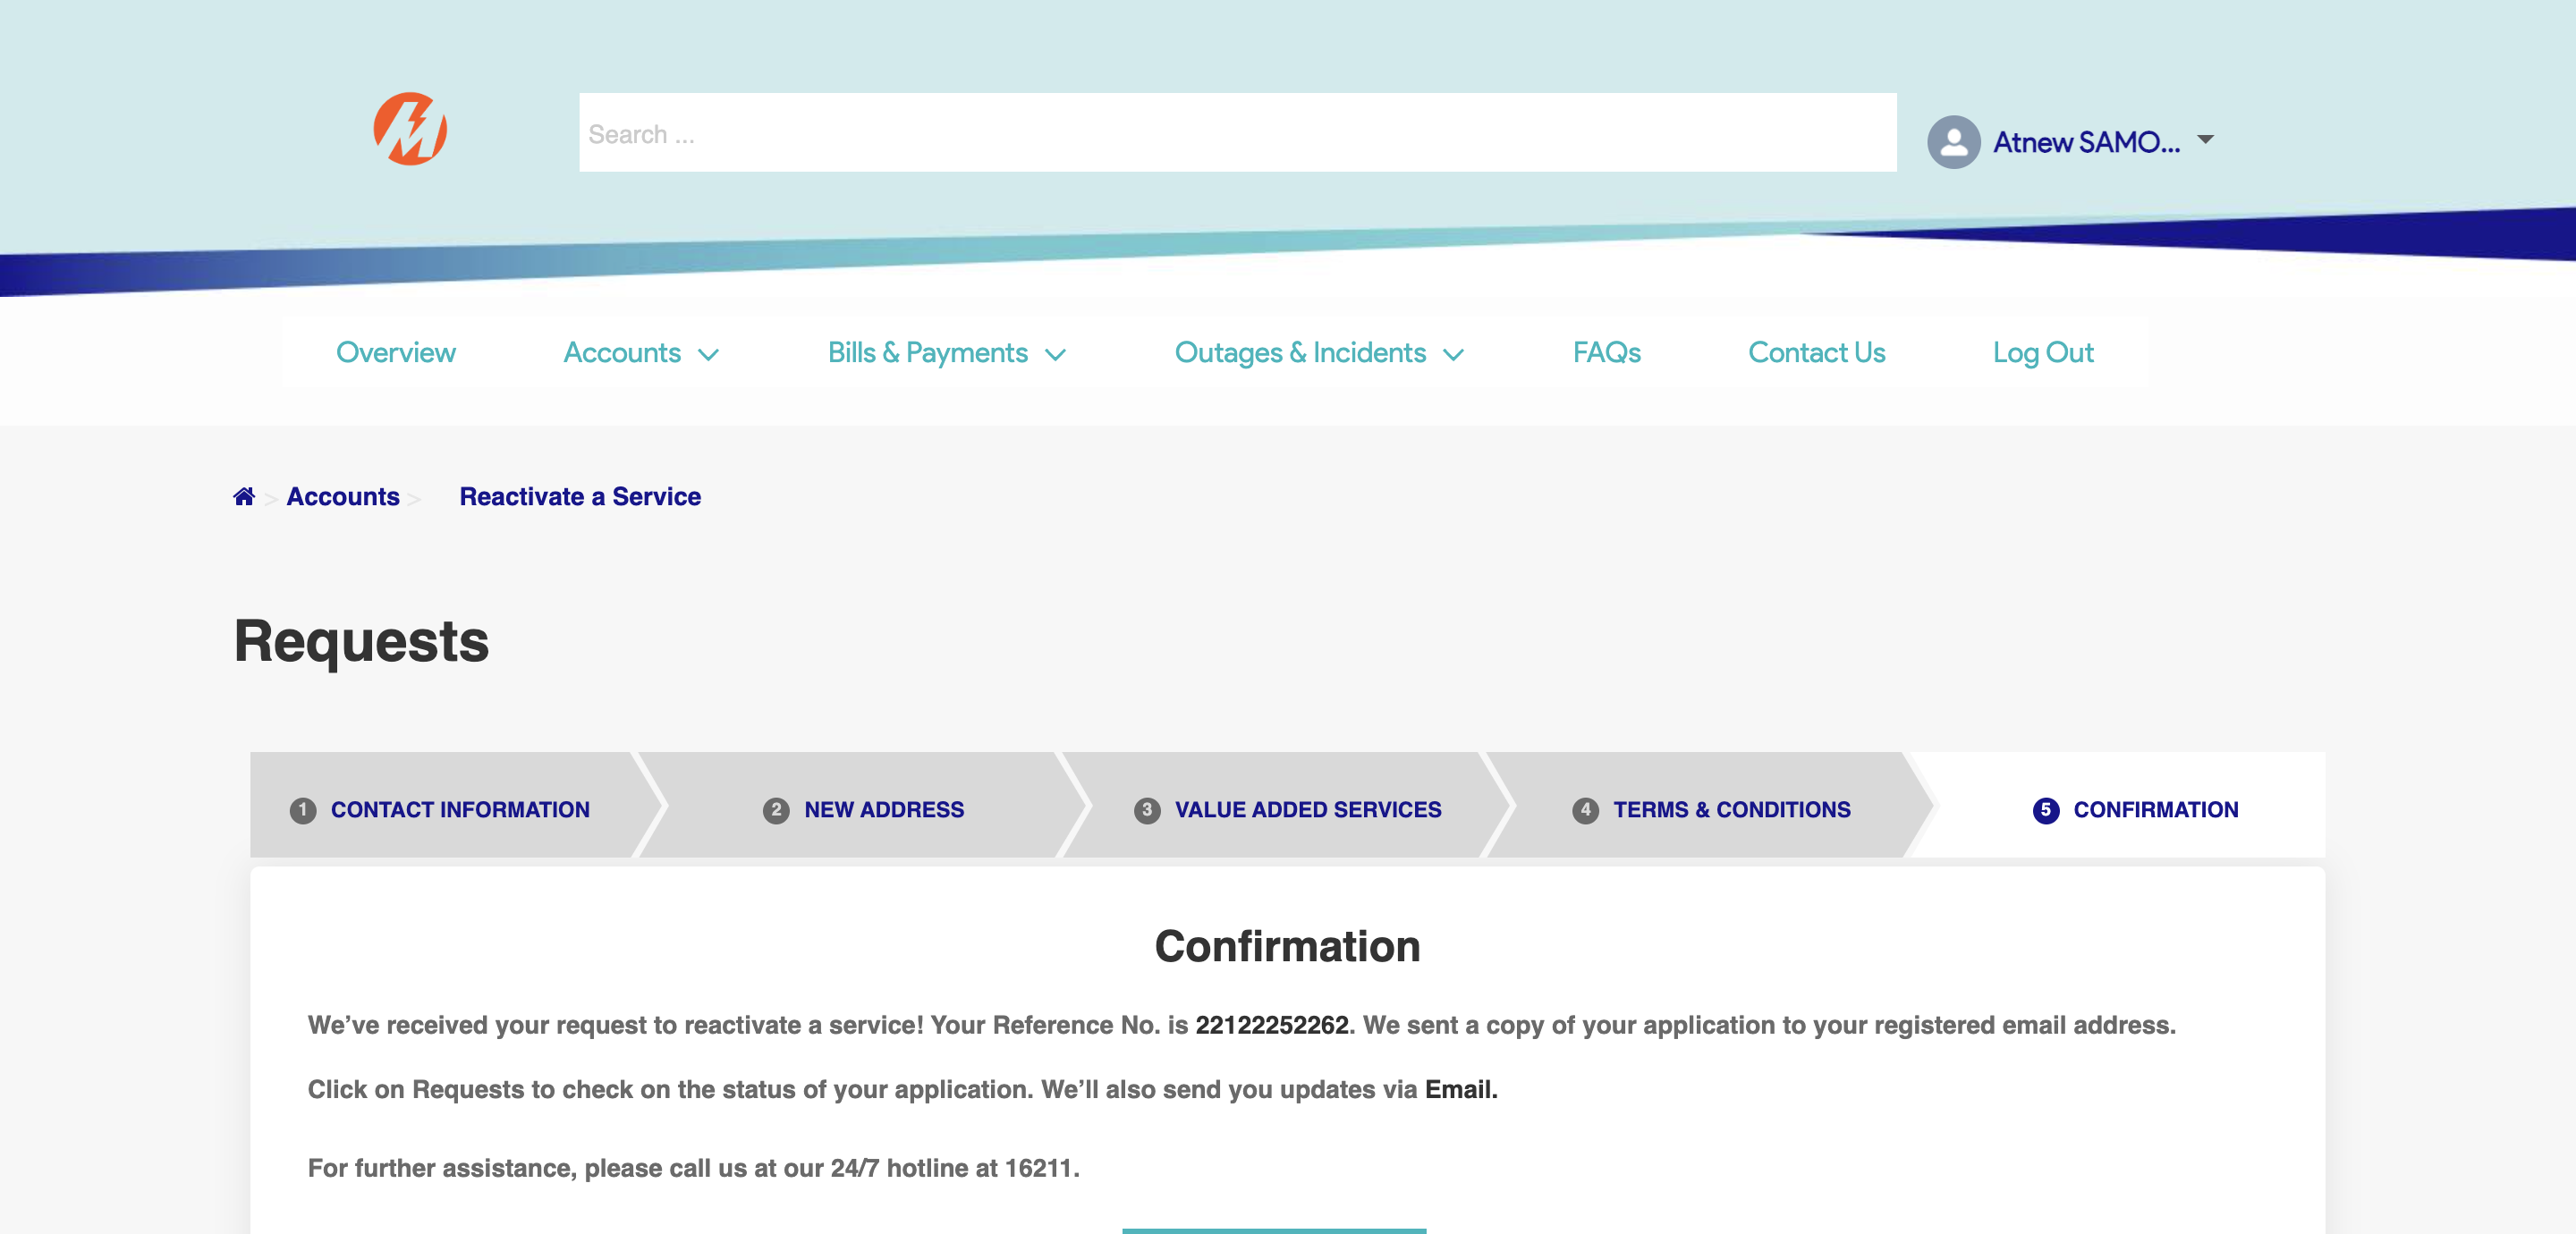 Search ...
Atnew SAMO...
Overview
Accounts
Bills & Payments
Outages & Incidents
FAQs
Contact Us
Log Out
> Accounts > Reactivate a Service
Requests
1 CONTACT INFORMATION
2 NEW ADDRESS
3 VALUE ADDED SERVICES
4 TERMS & CONDITIONS
5 CONFIRMATION
Confirmation
We’ve received your request to reactivate a service! Your Reference No. is 22122252262. We sent a copy of your application to your registered email address.
Click on Requests to check on the status of your application. We’ll also send you updates via Email.
For further assistance, please call us at our 24/7 hotline at 16211.